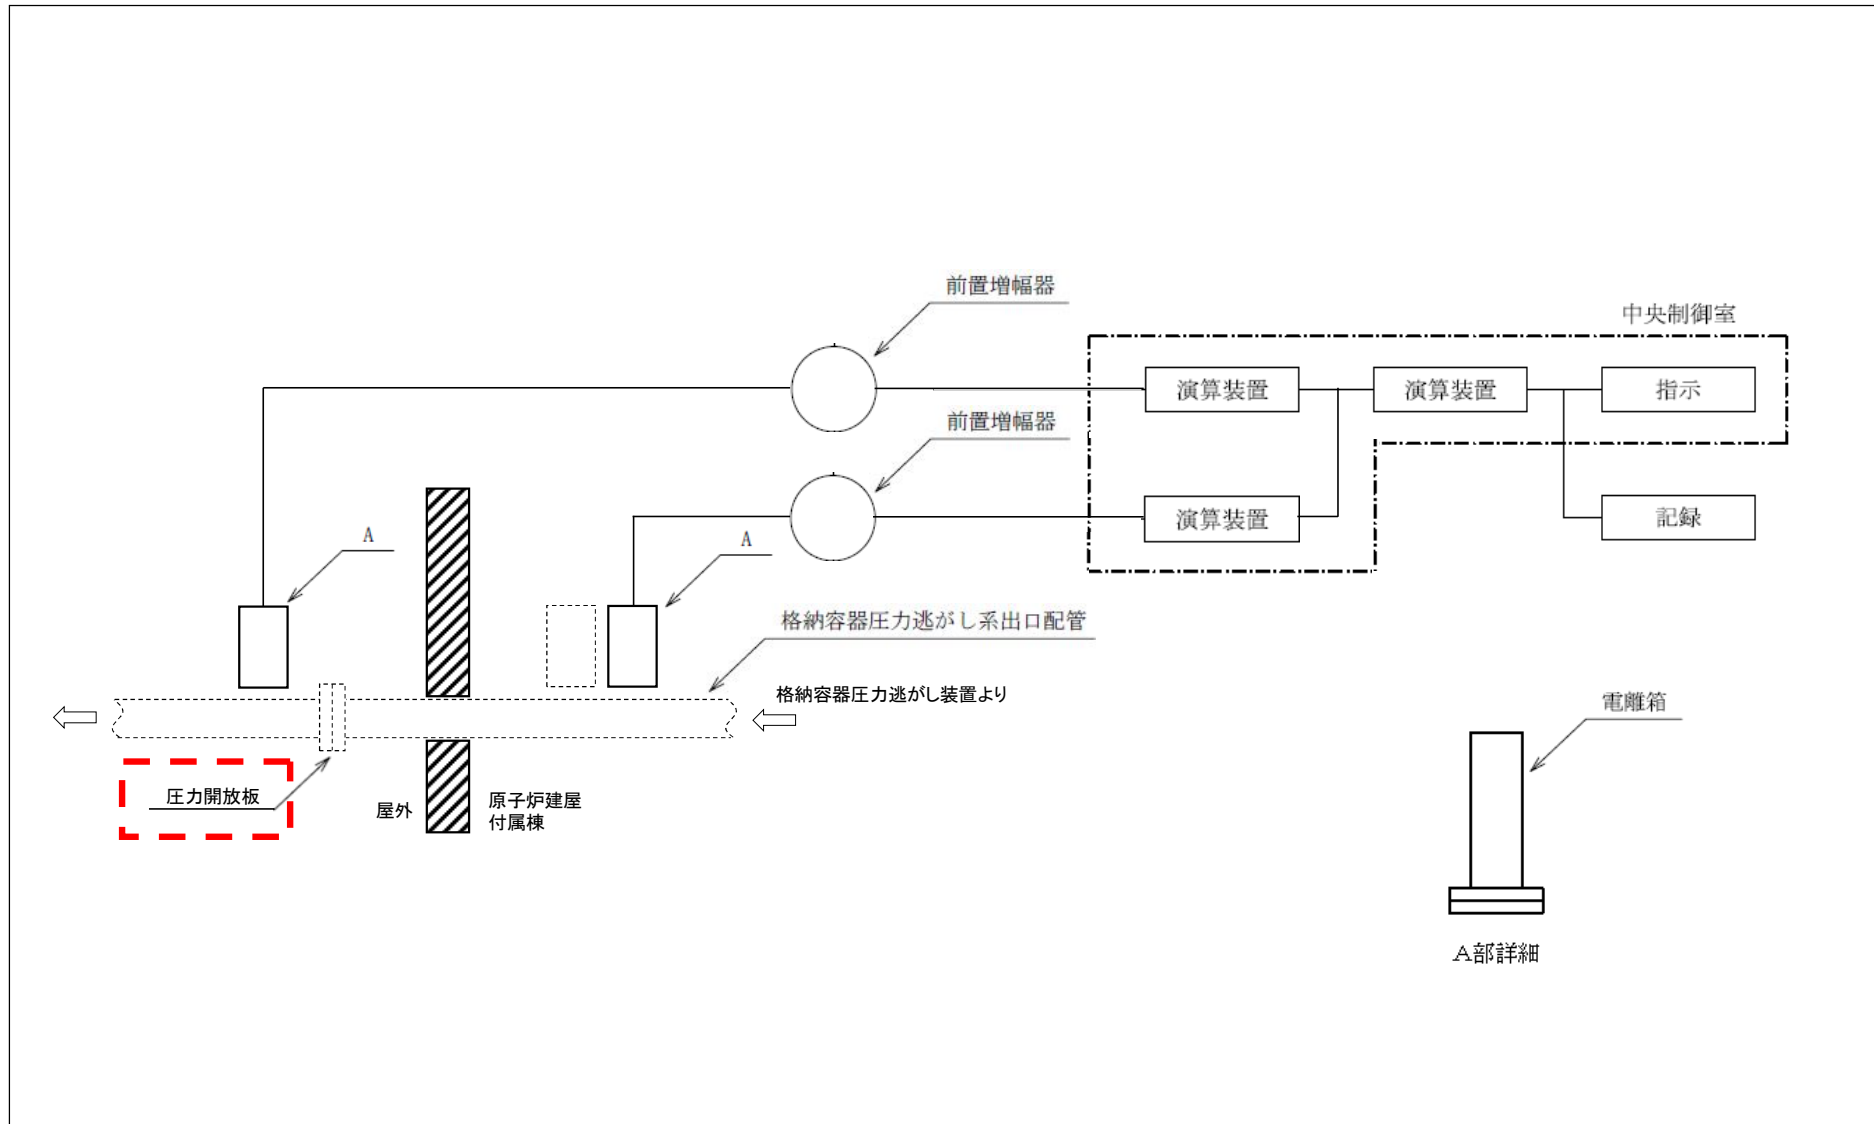 前置増幅器
中央制御室
演算装置
演算装置
指示
前置増幅器
演算装置
記録
A
A
格納容器圧力逃がし系出口配管
格納容器圧力逃がし装置より
電離箱
圧力開放板
屋外
原子炉建屋
付属棟
A部詳細